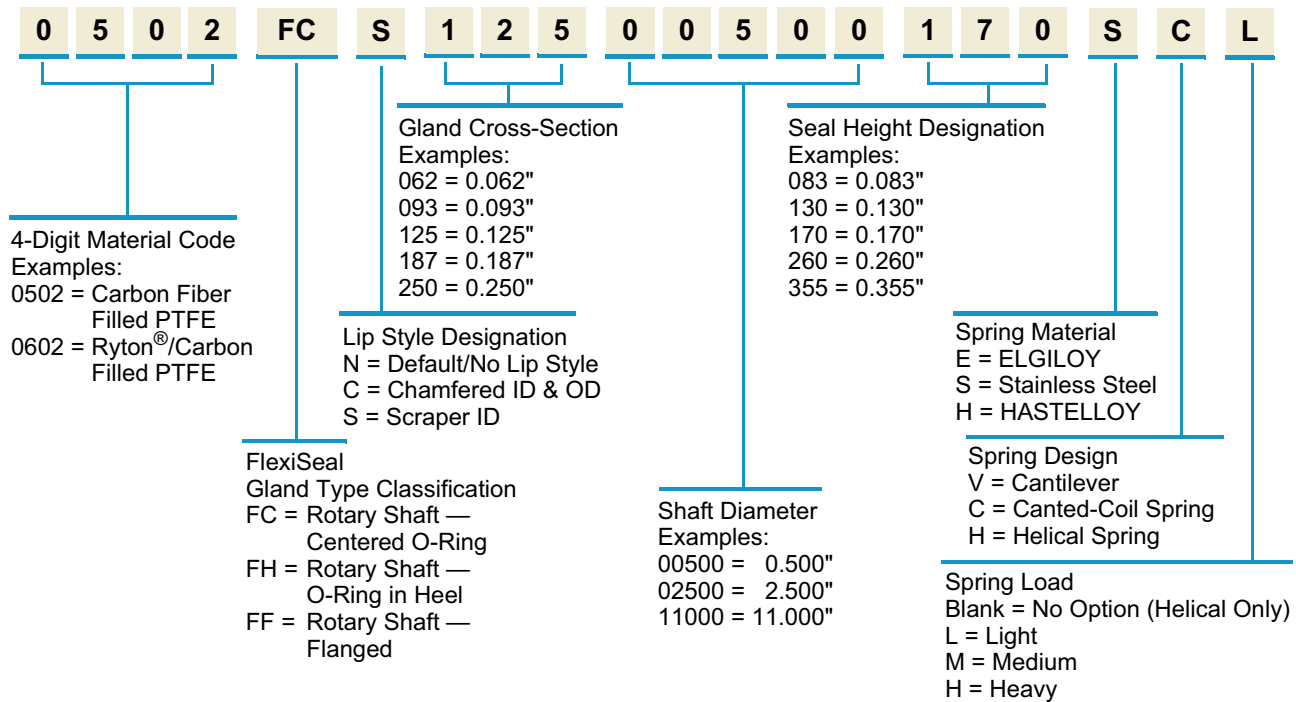 0 5 0 2 FC S 1 2 5 0 0 5 0 0 1 7 0 S C L
4-Digit Material Code
Examples:
0502 = Carbon Fiber
Filled PTFE
0602 = Ryton®/Carbon
Filled PTFE
FlexiSeal
Gland Type Classification
FC = Rotary Shaft —
Centered O-Ring
FH = Rotary Shaft —
O-Ring in Heel
FF = Rotary Shaft —
Flanged
Lip Style Designation
N = Default/No Lip Style
C = Chamfered ID & OD
S = Scraper ID
Gland Cross-Section
Examples:
062 = 0.062"
093 = 0.093"
125 = 0.125"
187 = 0.187"
250 = 0.250"
Shaft Diameter
Examples:
00500 = 0.500"
02500 = 2.500"
11000 = 11.000"
Seal Height Designation
Examples:
083 = 0.083"
130 = 0.130"
170 = 0.170"
260 = 0.260"
355 = 0.355"
Spring Material
E = ELGILOY
S = Stainless Steel
H = HASTELLOY
Spring Design
V = Cantilever
C = Canted-Coil Spring
H = Helical Spring
Spring Load
Blank = No Option (Helical Only)
L = Light
M = Medium
H = Heavy